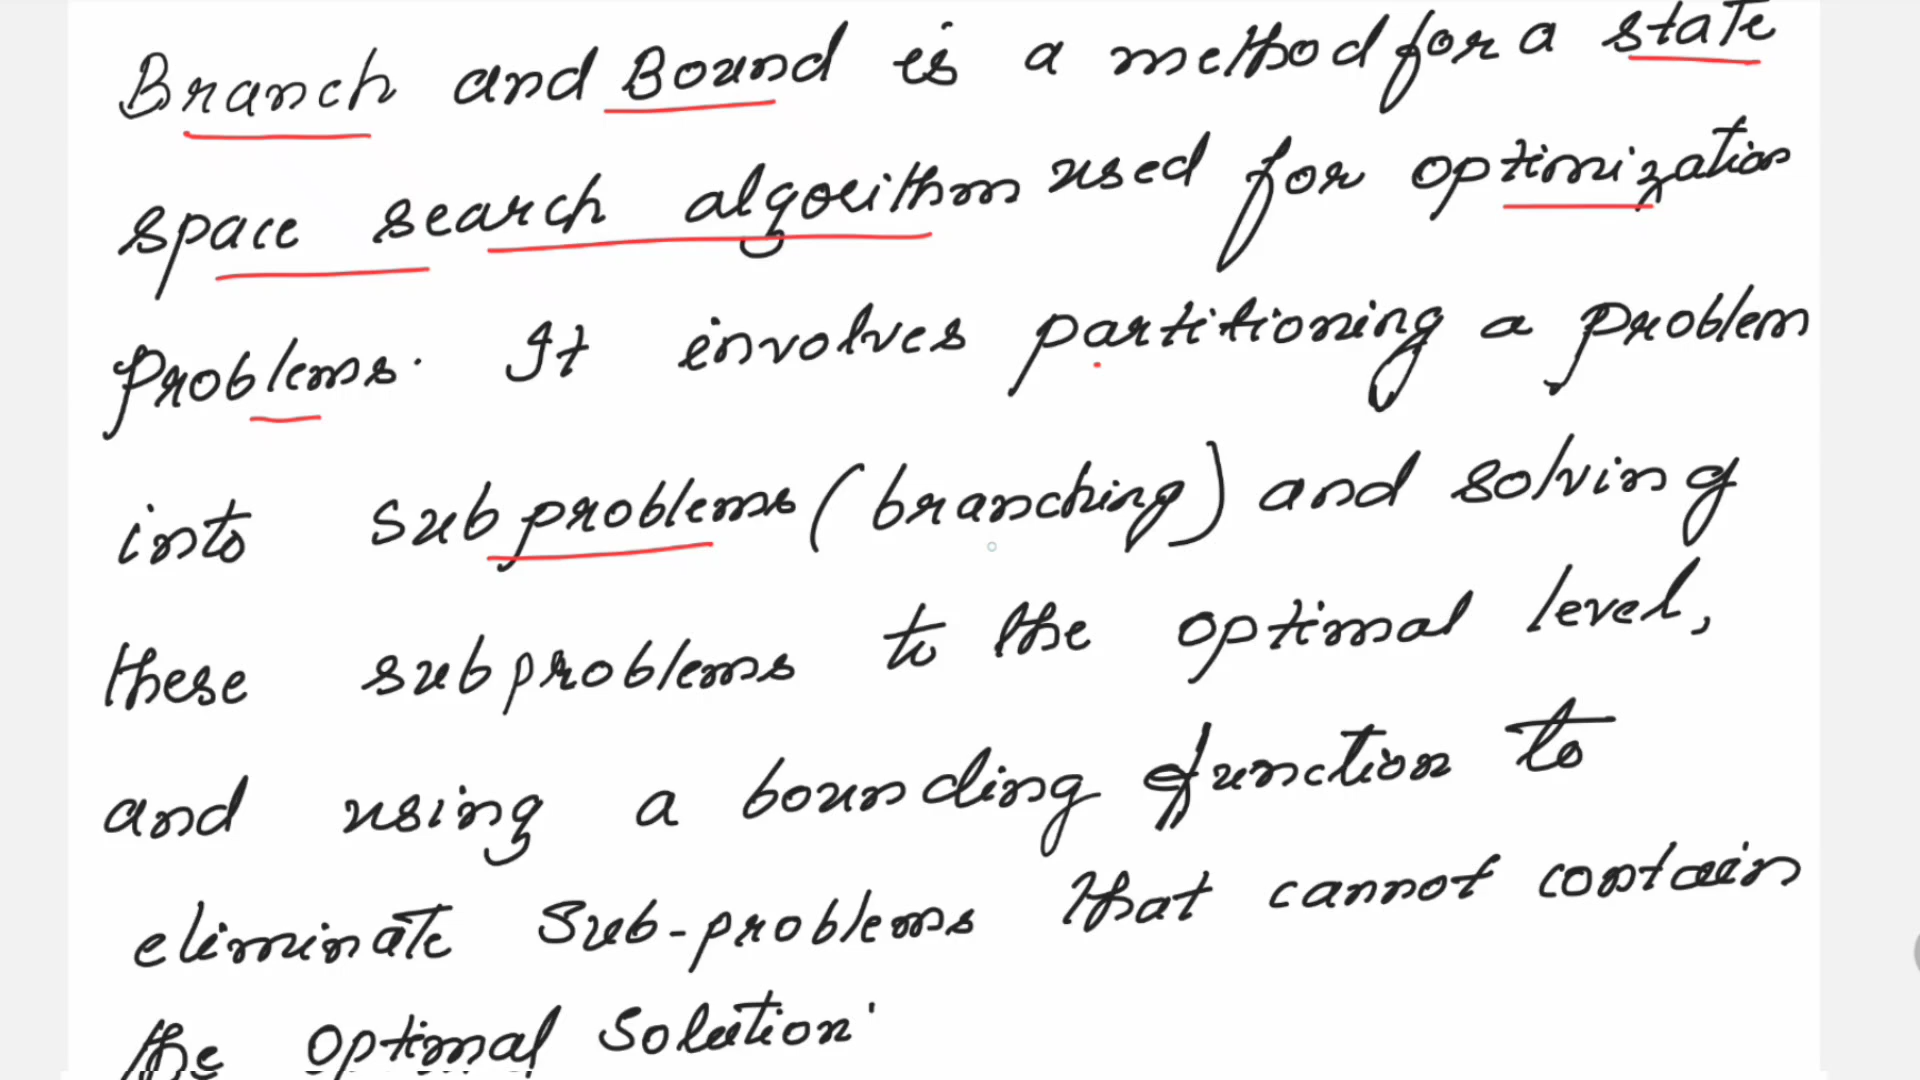 Branch and Bound is a method for a state
space search algorithm used for optimization
Problems. It involves partitioning a problem
into subproblems (branching) and solving
these subproblems to the optimal level,
and using a bounding function to
eliminate Sub-problems that cannot contain
the optimal solution.